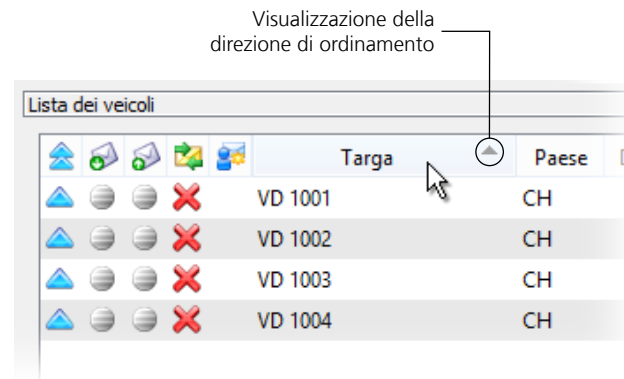 Visualizzazione della
direzione di ordinamento
Lista dei veicoli
Targa Paese
VD 1001 CH
VD 1002 CH
VD 1003 CH
VD 1004 CH